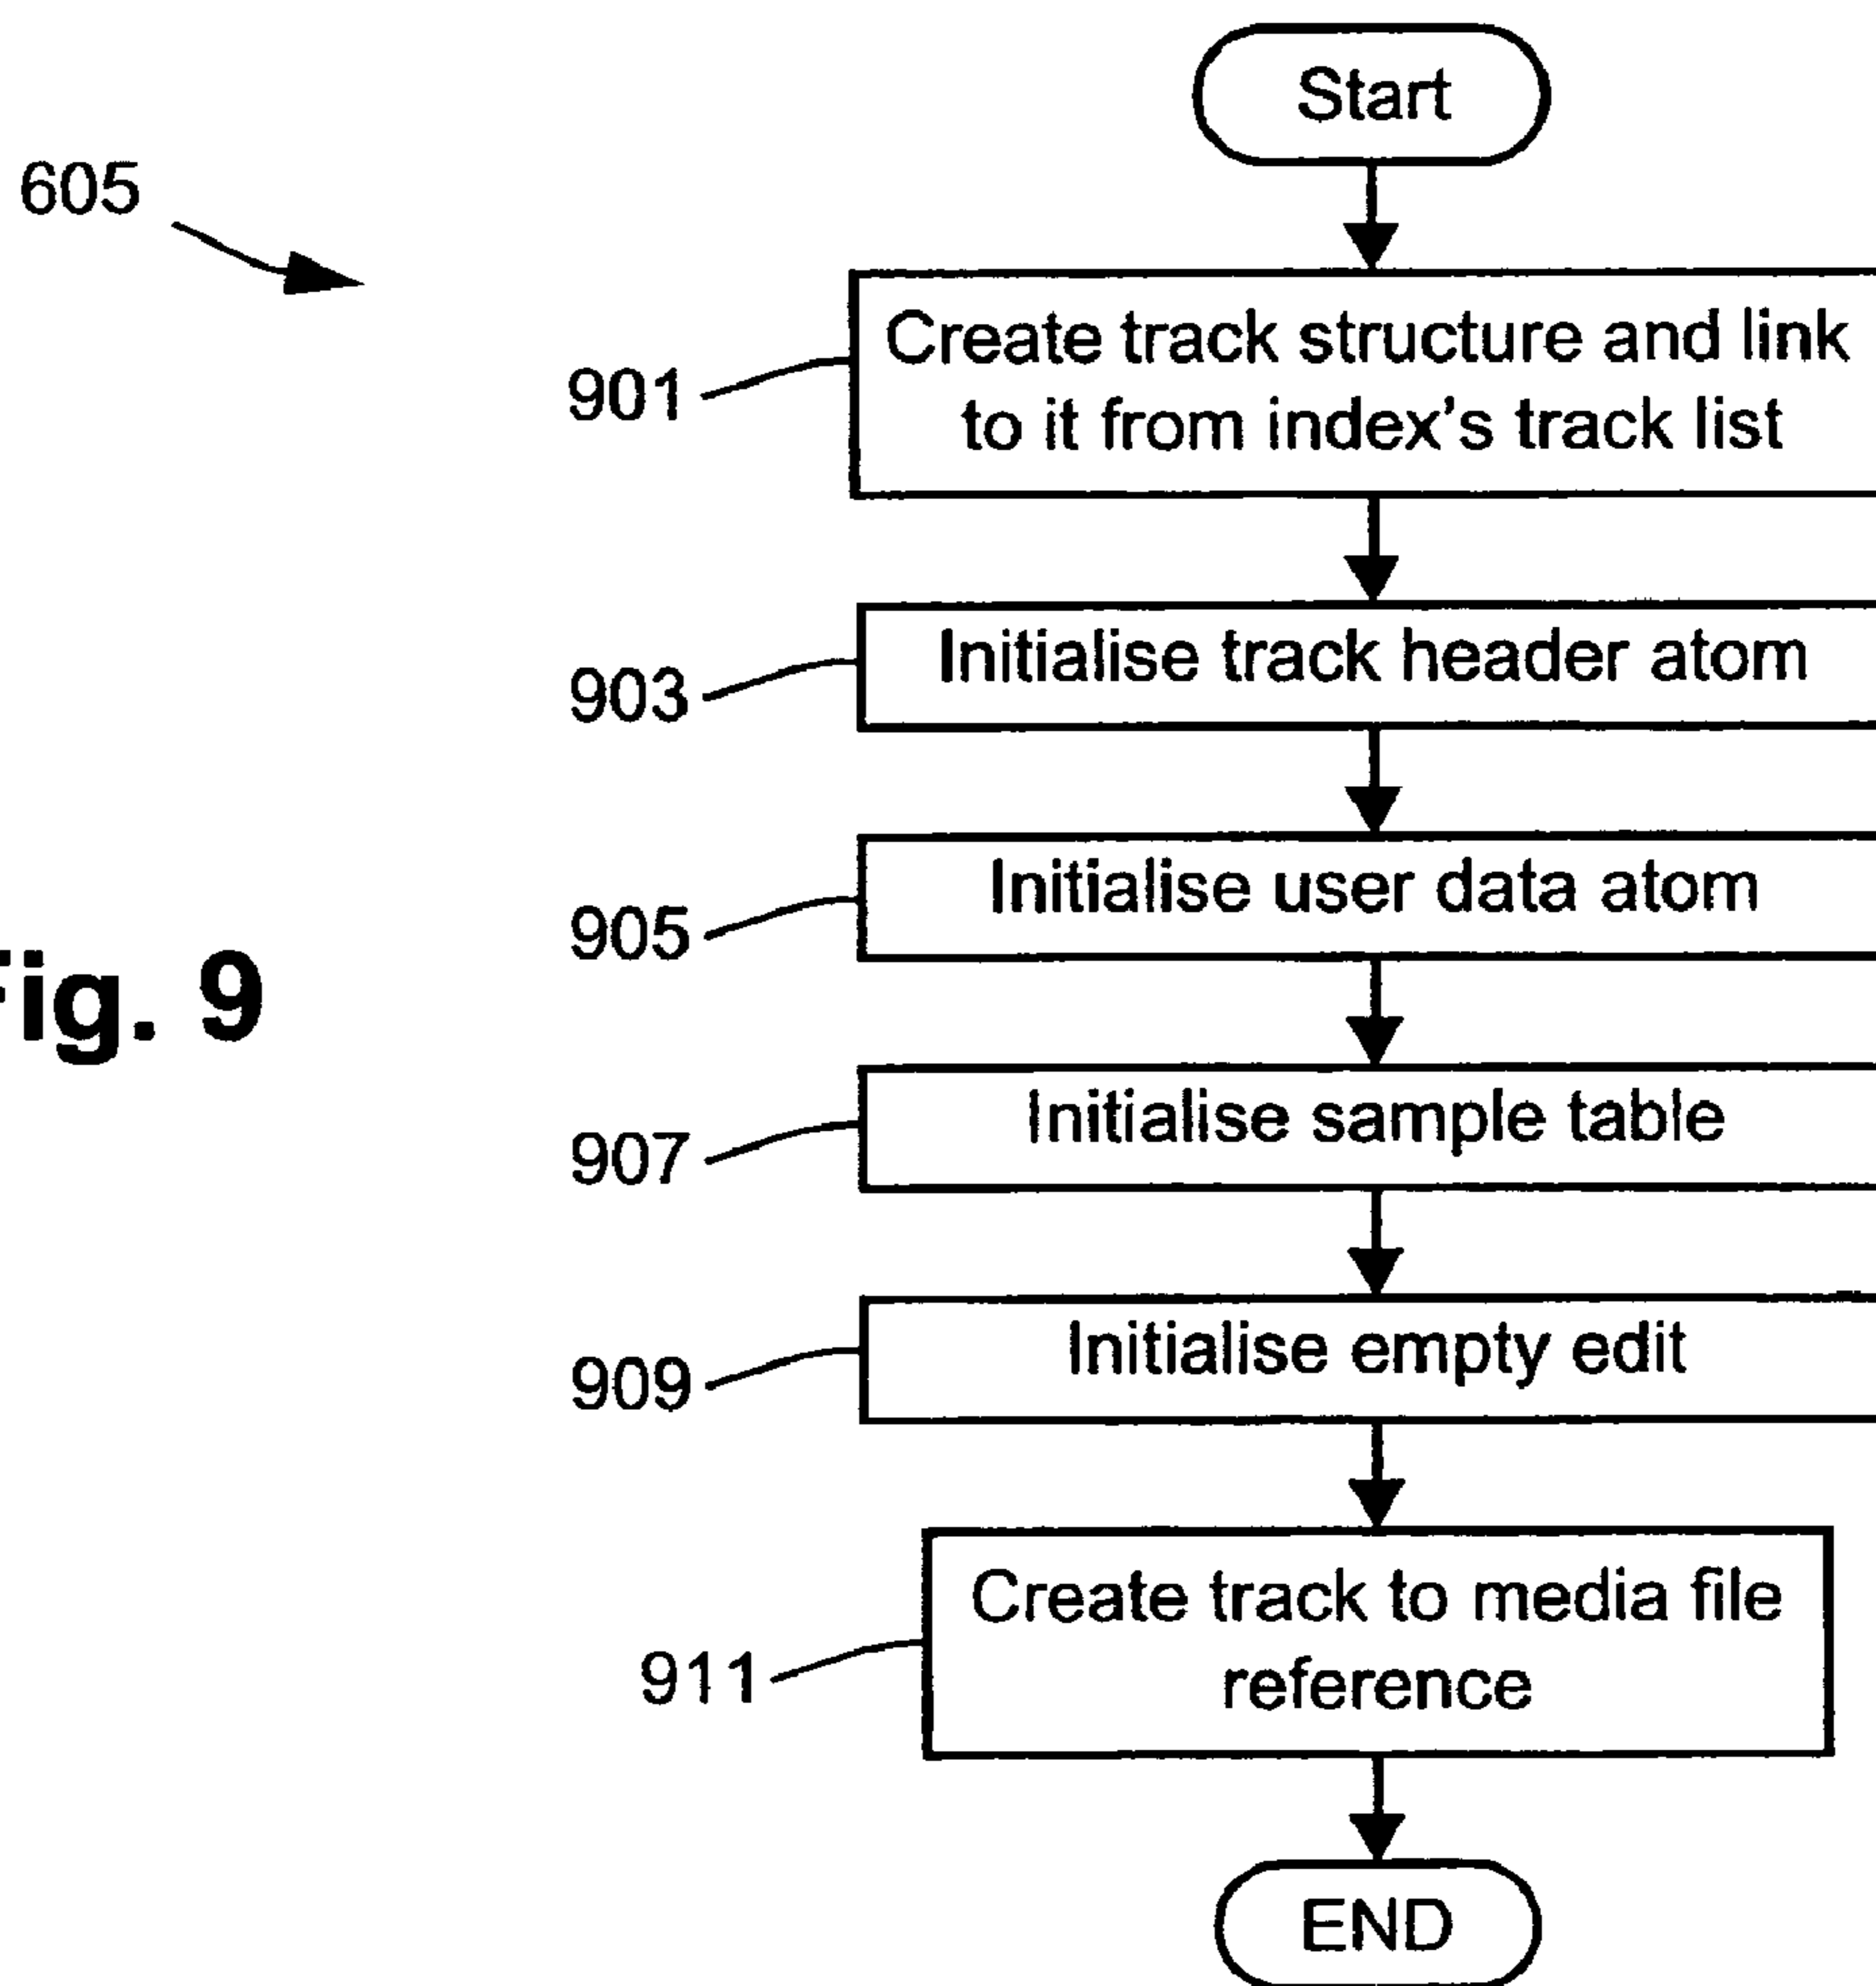 Start
605
Create track structure and link
to it from index's track list
901
Initialise track header atom
903
Initialise user data atom
905
Fig. 9
Initialise sample table
907
Initialise empty edit
909
Create track to media file
reference
911
END